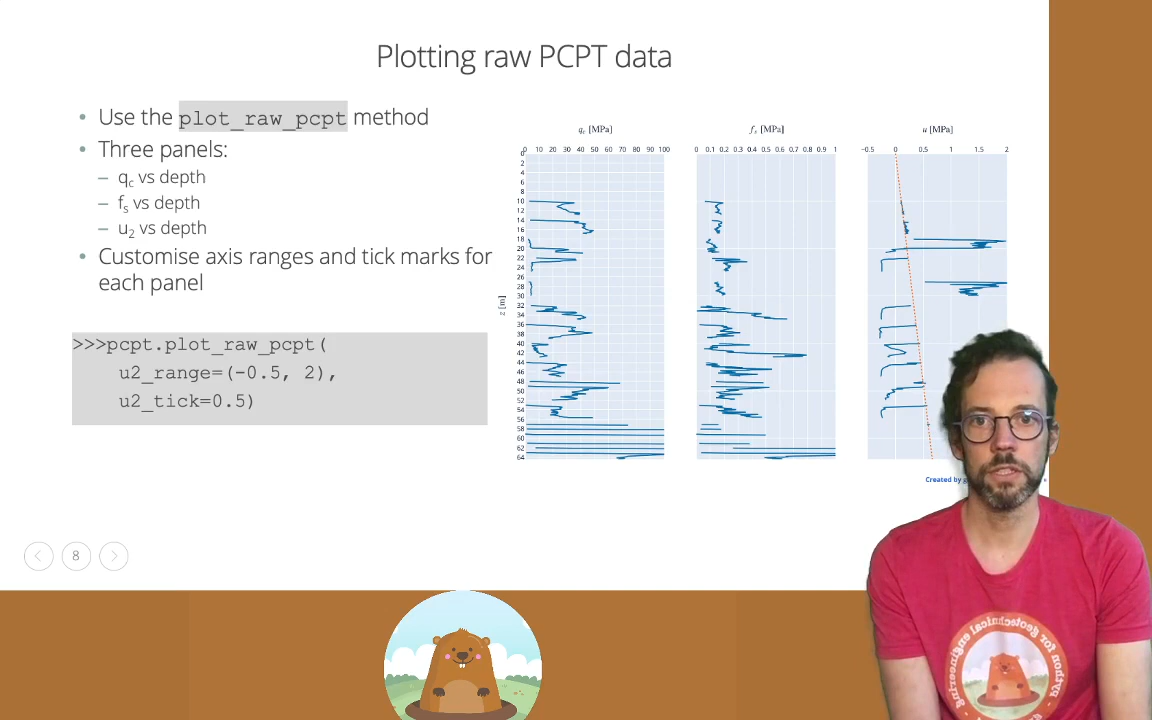 Plotting raw PCPT data
• Use the plot_raw_pcpt method
• Three panels:
– qc vs depth
– fs vs depth
– u2 vs depth
• Customise axis ranges and tick marks for
each panel
>>>pcpt.plot_raw_pcpt(
u2_range=(-0.5, 2),
u2_tick=0.5)
qc [MPa]
fs [MPa]
u [MPa]
0 10 20 30 40 50 60 70 80 90 100
0 0.1 0.2 0.3 0.4 0.5 0.6 0.7 0.8 0.9 1
−0.5 0 0.5 1 1.5 2
0
2
4
6
8
10
12
14
16
18
20
22
24
26
28
30
32
34
36
38
40
42
44
46
48
50
52
54
56
58
60
62
64
z [m]
Created by
8
python for geotechnical engineering